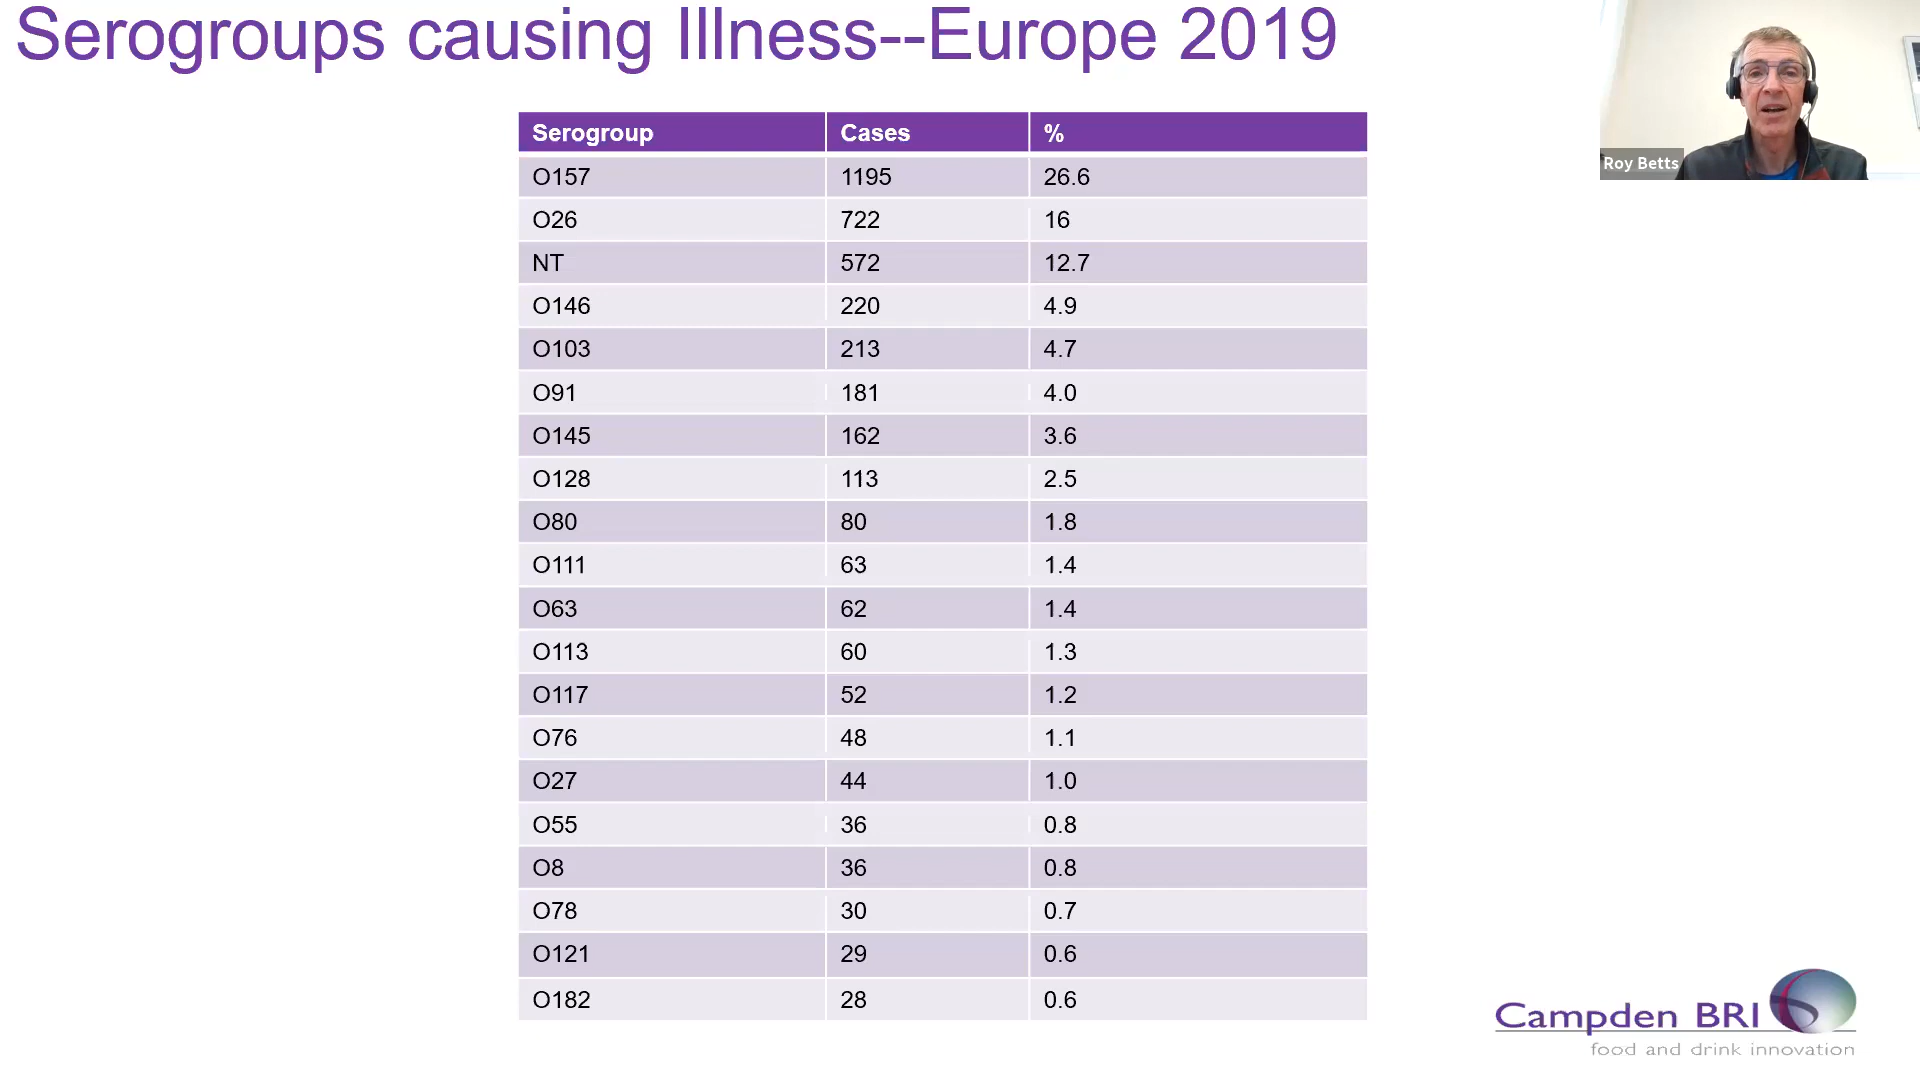 Serogroups causing Illness--Europe 2019
Roy Betts
Serogroup Cases %
O157 1195 26.6
O26 722 16
NT 572 12.7
O146 220 4.9
O103 213 4.7
O91 181 4.0
O145 162 3.6
O128 113 2.5
O80 80 1.8
O111 63 1.4
O63 62 1.4
O113 60 1.3
O117 52 1.2
O76 48 1.1
O27 44 1.0
O55 36 0.8
O8 36 0.8
O78 30 0.7
O121 29 0.6
O182 28 0.6
Campden BRI
food and drink innovation